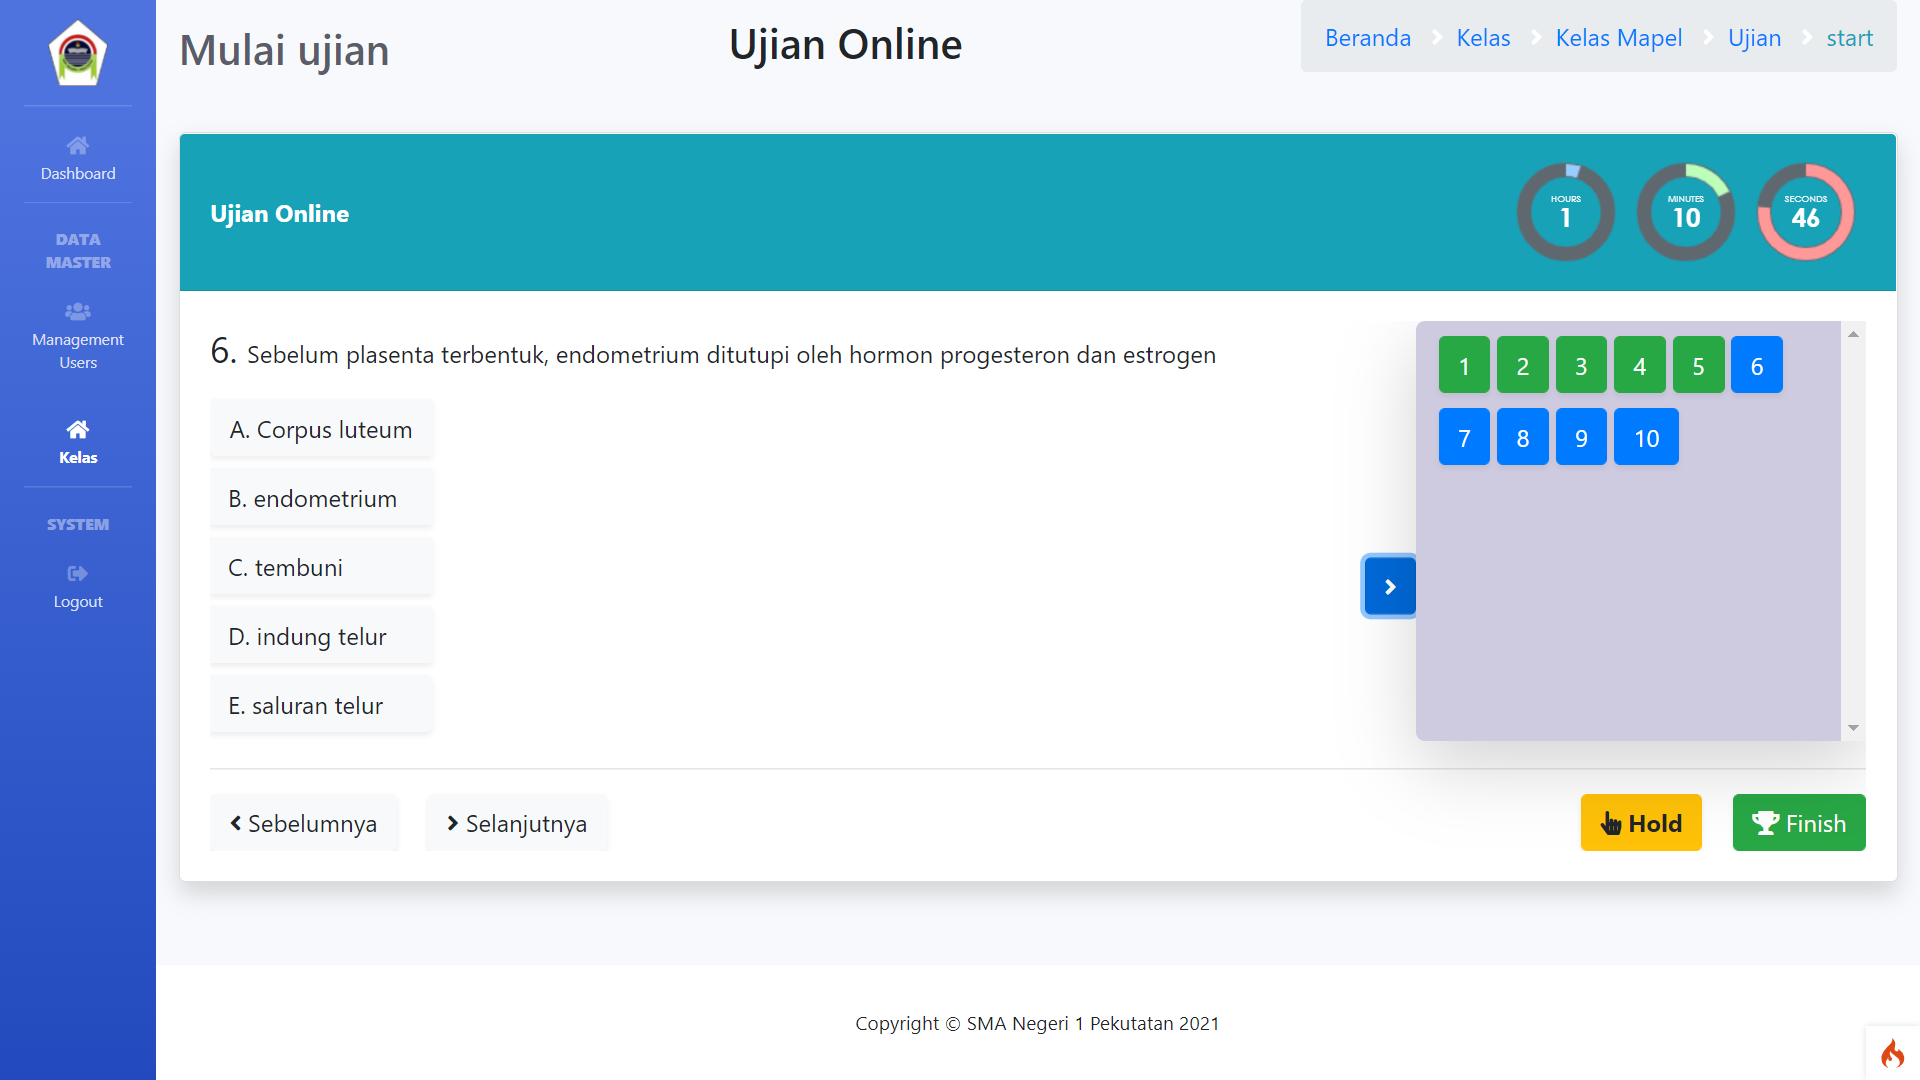 Mulai ujian
Ujian Online
Beranda
Kelas
Kelas Mapel
Ujian
start
Dashboard
DATA
MASTER
Management
Users
Kelas
SYSTEM
Logout
Ujian Online
HOURS
1
MINUTES
10
SECONDS
46
6. Sebelum plasenta terbentuk, endometrium ditutupi oleh hormon progesteron dan estrogen
A. Corpus luteum
B. endometrium
C. tembuni
D. indung telur
E. saluran telur
1 2 3 4 5 6
7 8 9 10
Sebelumnya
Selanjutnya
Hold
Finish
Copyright © SMA Negeri 1 Pekutatan 2021